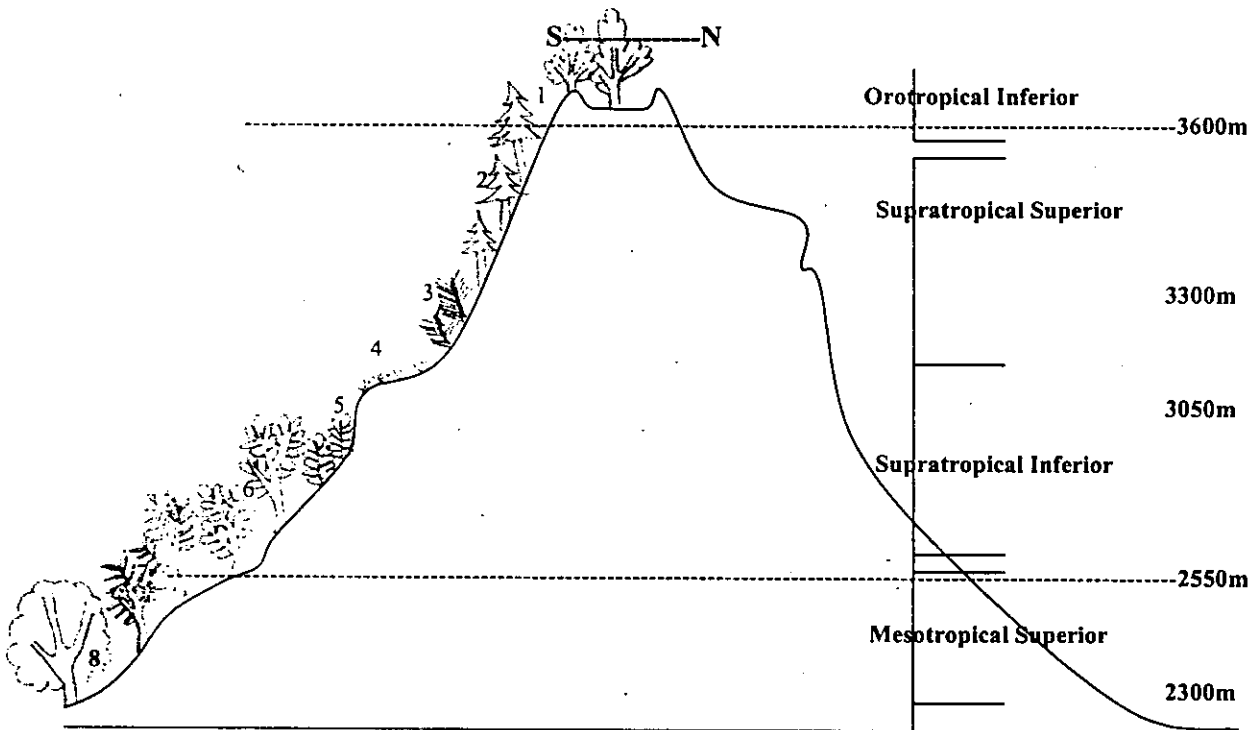 S N
1
Orotropical Inferior
3600m
2
Supratropical Superior
3
3300m
4
5
3050m
6
Supratropical Inferior
2550m
8
Mesotropical Superior
2300m